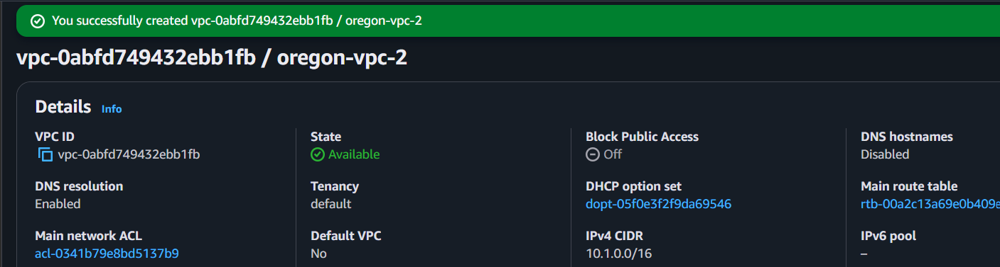 You successfully created vpc-0abfd749432ebb1fb / oregon-vpc-2
vpc-0abfd749432ebb1fb / oregon-vpc-2
Details Info
VPC ID
vpc-0abfd749432ebb1fb
State
Available
Block Public Access
Off
DNS hostnames
Disabled
DNS resolution
Enabled
Tenancy
default
DHCP option set
dopt-05f0e3f2f9da69546
Main route table
rtb-00a2c13a69e0b409e
Main network ACL
acl-0341b79e8bd5137b9
Default VPC
No
IPv4 CIDR
10.1.0.0/16
IPv6 pool
–